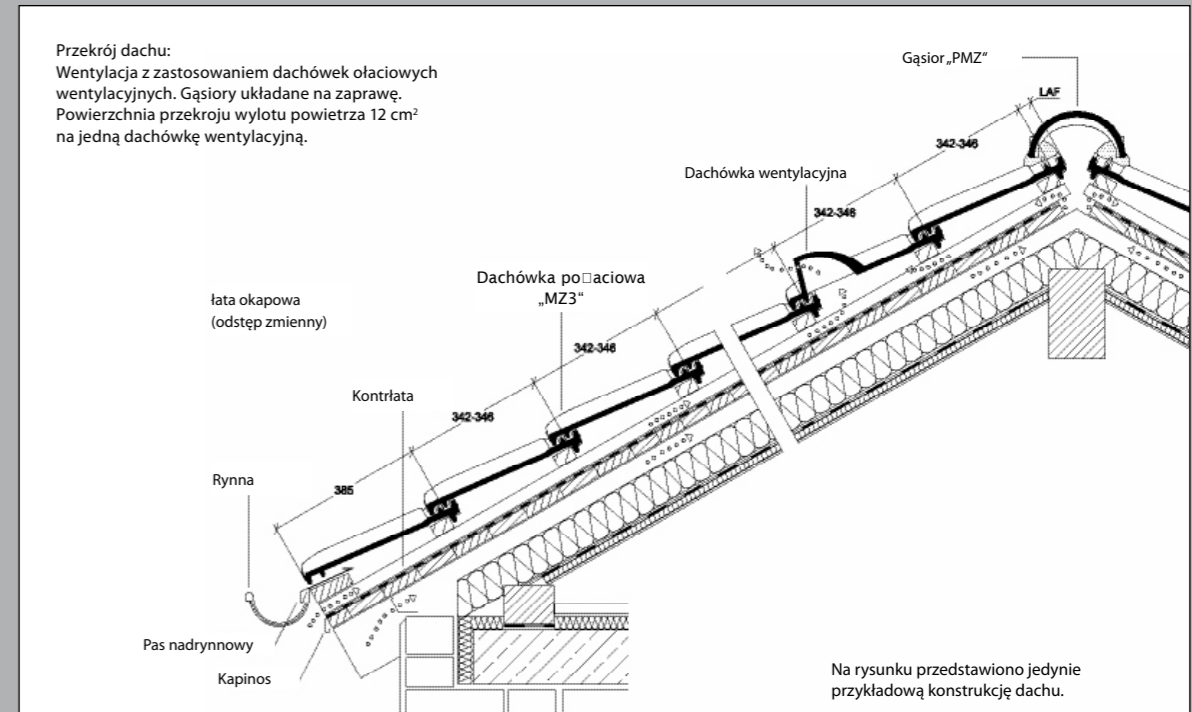 Przekrój dachu:
Wentylacja z zastosowaniem dachówek ołaciowych
wentylacyjnych. Gąsiory układane na zaprawę.
Powierzchnia przekroju wylotu powietrza 12 cm²
na jedną dachówkę wentylacyjną.
Gąsior „PMZ“
LAF
342-346
Dachówka wentylacyjna
342-346
Dachówka po□aciowa
„MZ3“
łata okapowa
(odstęp zmienny)
342-346
Kontrłata
342-346
Rynna
385
Pas nadrynnowy
Kapinos
Na rysunku przedstawiono jedynie
przykładową konstrukcję dachu.